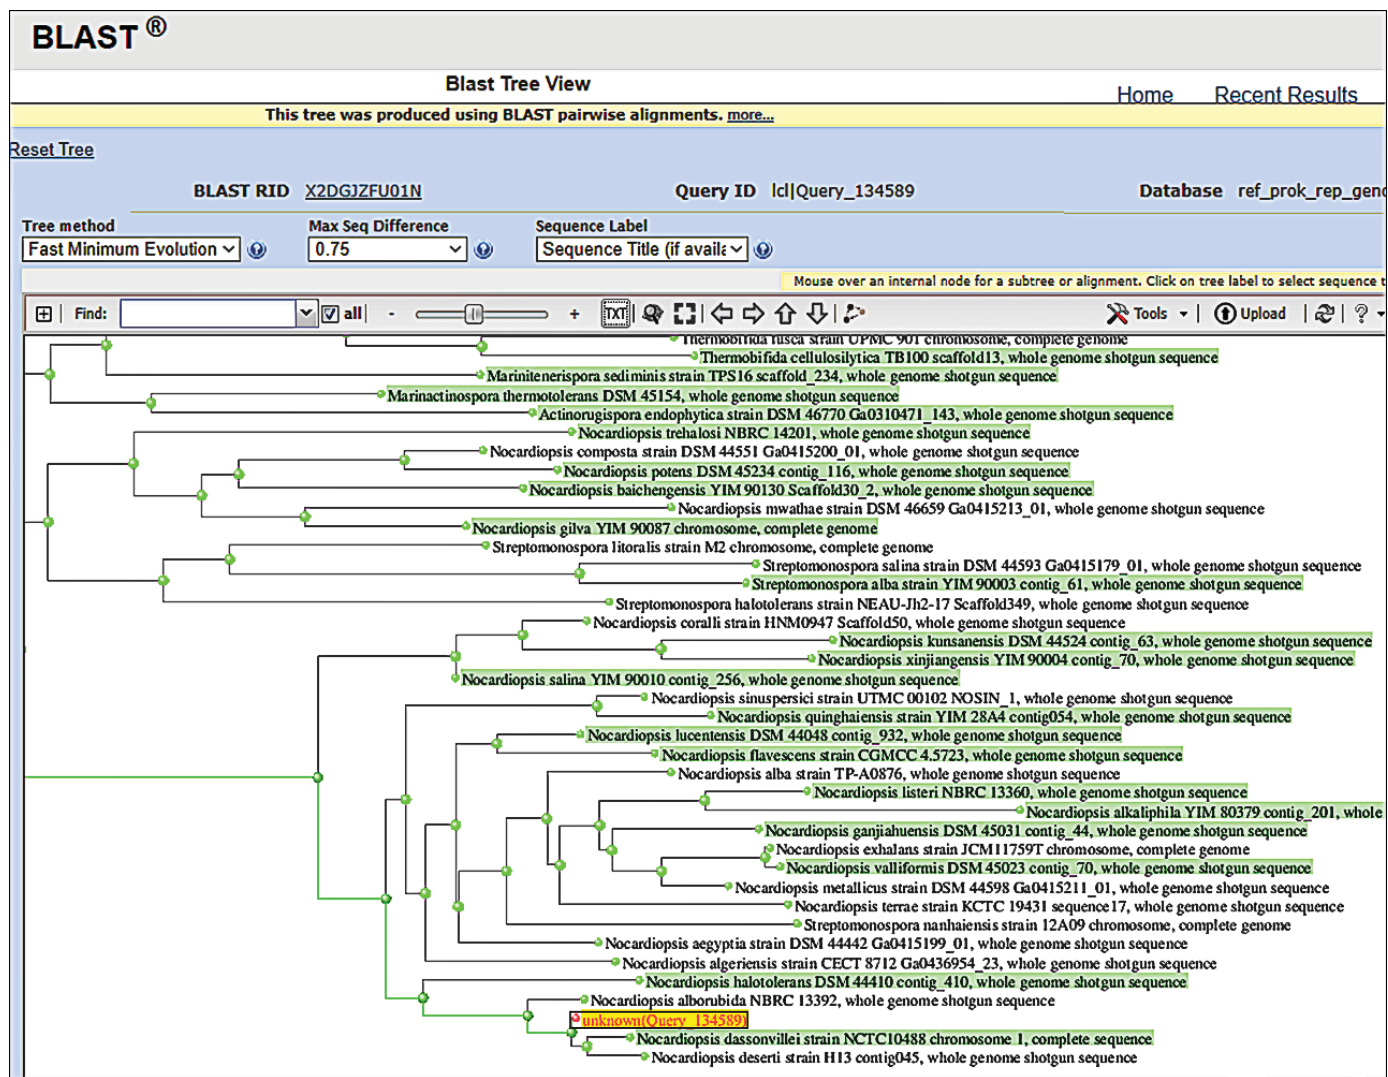 BLAST ®
Blast Tree View
Home Recent Results
This tree was produced using BLAST pairwise alignments. more...
Reset Tree
BLAST RID X2DGJZFU01N Query ID lcl|Query_134589 Database ref_prok_rep_geno
Tree method Max Seq Difference Sequence Label
Fast Minimum Evolution 0.75 Sequence Title (if availa
Mouse over an internal node for a subtree or alignment. Click on tree label to select sequence t
Find: all - + TXT Tools Upload ?
Thermobifida fusca strain UPMC 901 chromosome, complete genome
Thermobifida cellulosilytica TB100 scaffold13, whole genome shotgun sequence
Marinitenerispora sediminis strain TPS16 scaffold_234, whole genome shotgun sequence
Marinactinospora thermotolerans DSM 45154, whole genome shotgun sequence
Actinorugispora endophytica strain DSM 46770 Ga0310471_143, whole genome shotgun sequence
Nocardiopsis trehalosi NBRC 14201, whole genome shotgun sequence
Nocardiopsis composta strain DSM 44551 Ga0415200_01, whole genome shotgun sequence
Nocardiopsis potens DSM 45234 contig_116, whole genome shotgun sequence
Nocardiopsis baichengensis YIM 90130 Scaffold30_2, whole genome shotgun sequence
Nocardiopsis mwathae strain DSM 46659 Ga0415213_01, whole genome shotgun sequence
Nocardiopsis gilva YIM 90087 chromosome, complete genome
Streptomonospora litoralis strain M2 chromosome, complete genome
Streptomonospora salina strain DSM 44593 Ga0415179_01, whole genome shotgun sequence
Streptomonospora alba strain YIM 90003 contig_61, whole genome shotgun sequence
Streptomonospora halotolerans strain NEAU-Jh2-17 Scaffold349, whole genome shotgun sequence
Nocardiopsis coralli strain HNM0947 Scaffold50, whole genome shotgun sequence
Nocardiopsis kunsanensis DSM 44524 contig_63, whole genome shotgun sequence
Nocardiopsis xinjiangensis YIM 90004 contig_70, whole genome shotgun sequence
Nocardiopsis salina YIM 90010 contig_256, whole genome shotgun sequence
Nocardiopsis sinuspersici strain UTMC 00102 NOSIN_1, whole genome shotgun sequence
Nocardiopsis quinghaiensis strain YIM 28A4 contig054, whole genome shotgun sequence
Nocardiopsis lucentensis DSM 44048 contig_932, whole genome shotgun sequence
Nocardiopsis flavescens strain CGMCC 4.5723, whole genome shotgun sequence
Nocardiopsis alba strain TP-A0876, whole genome shotgun sequence
Nocardiopsis listeri NBRC 13360, whole genome shotgun sequence
Nocardiopsis alkaliphila YIM 80379 contig_201, whole
Nocardiopsis ganjiahuensis DSM 45031 contig_44, whole genome shotgun sequence
Nocardiopsis exhalans strain JCM11759T chromosome, complete genome
Nocardiopsis valliformis DSM 45023 contig_70, whole genome shotgun sequence
Nocardiopsis metallicus strain DSM 44598 Ga0415211_01, whole genome shotgun sequence
Nocardiopsis terrae strain KCTC 19431 sequence17, whole genome shotgun sequence
Streptomonospora nanhaiensis strain 12A09 chromosome, complete genome
Nocardiopsis aegyptia strain DSM 44442 Ga0415199_01, whole genome shotgun sequence
Nocardiopsis algeriensis strain CECT 8712 Ga0436954_23, whole genome shotgun sequence
Nocardiopsis halotolerans DSM 44410 contig_410, whole genome shotgun sequence
Nocardiopsis alborubida NBRC 13392, whole genome shotgun sequence
unknown(Query_134589)
Nocardiopsis dassonvillei strain NCTC10488 chromosome 1, complete sequence
Nocardiopsis deserti strain H13 contig045, whole genome shotgun sequence